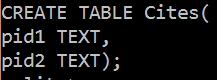 CREATE TABLE Cites(
pid1 TEXT,
pid2 TEXT);